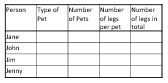 Person Type of Number Number Number of
Pet of Pets of legs legs in
per pet total
Jane
John
Jim
Jenny